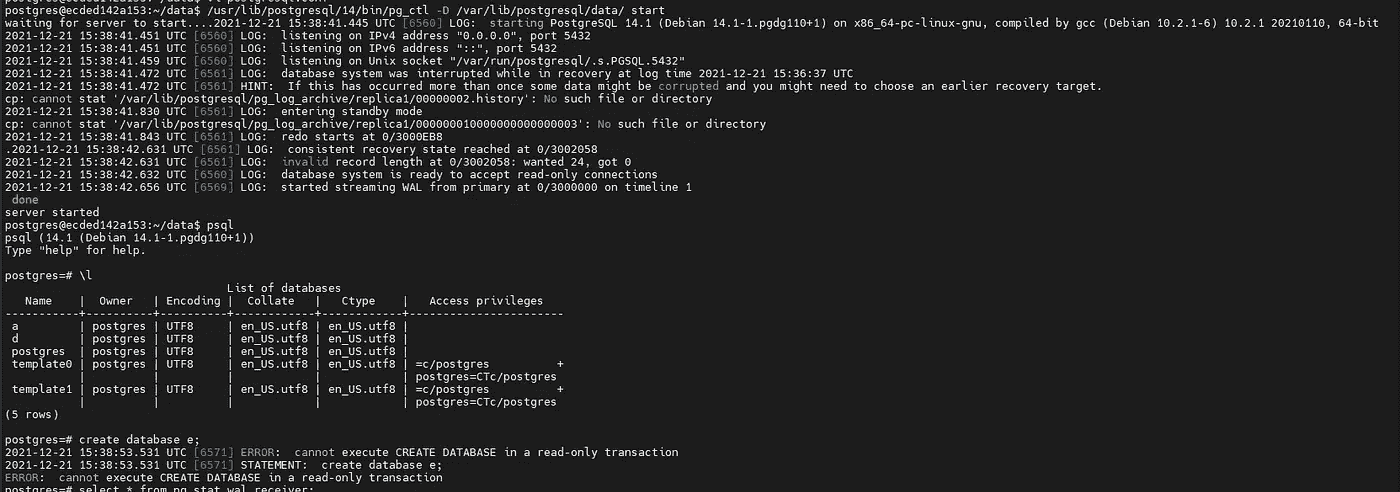 postgres@ecded142a153:~/data$ /usr/lib/postgresql/14/bin/pg_ctl -D /var/lib/postgresql/data/ start
waiting for server to start....2021-12-21 15:38:41.445 UTC [6560] LOG:  starting PostgreSQL 14.1 (Debian 14.1-1.pgdg110+1) on x86_64-pc-linux-gnu, compiled by gcc (Debian 10.2.1-6) 10.2.1 20210110, 64-bit
2021-12-21 15:38:41.451 UTC [6560] LOG:  listening on IPv4 address "0.0.0.0", port 5432
2021-12-21 15:38:41.451 UTC [6560] LOG:  listening on IPv6 address "::", port 5432
2021-12-21 15:38:41.459 UTC [6560] LOG:  listening on Unix socket "/var/run/postgresql/.s.PGSQL.5432"
2021-12-21 15:38:41.472 UTC [6561] LOG:  database system was interrupted while in recovery at log time 2021-12-21 15:36:37 UTC
2021-12-21 15:38:41.472 UTC [6561] HINT:  If this has occurred more than once some data might be corrupted and you might need to choose an earlier recovery target.
cp: cannot stat '/var/lib/postgresql/pg_log_archive/replica1/00000002.history': No such file or directory
2021-12-21 15:38:41.830 UTC [6561] LOG:  entering standby mode
cp: cannot stat '/var/lib/postgresql/pg_log_archive/replica1/000000010000000000000003': No such file or directory
2021-12-21 15:38:41.843 UTC [6561] LOG:  redo starts at 0/3000EB8
.2021-12-21 15:38:42.631 UTC [6561] LOG:  consistent recovery state reached at 0/3002058
2021-12-21 15:38:42.631 UTC [6561] LOG:  invalid record length at 0/3002058: wanted 24, got 0
2021-12-21 15:38:42.632 UTC [6560] LOG:  database system is ready to accept read-only connections
2021-12-21 15:38:42.656 UTC [6569] LOG:  started streaming WAL from primary at 0/3000000 on timeline 1
 done
server started
postgres@ecded142a153:~/data$ psql
psql (14.1 (Debian 14.1-1.pgdg110+1))
Type "help" for help.

postgres=# \l
                                  List of databases
   Name    |  Owner   | Encoding |  Collate   |   Ctype    |   Access privileges
-----------+----------+----------+------------+------------+-----------------------
 a         | postgres | UTF8     | en_US.utf8 | en_US.utf8 |
 d         | postgres | UTF8     | en_US.utf8 | en_US.utf8 |
 postgres  | postgres | UTF8     | en_US.utf8 | en_US.utf8 |
 template0 | postgres | UTF8     | en_US.utf8 | en_US.utf8 | =c/postgres          +
           |          |          |            |            | postgres=CTc/postgres
 template1 | postgres | UTF8     | en_US.utf8 | en_US.utf8 | =c/postgres          +
           |          |          |            |            | postgres=CTc/postgres
(5 rows)

postgres=# create database e;
2021-12-21 15:38:53.531 UTC [6571] ERROR:  cannot execute CREATE DATABASE in a read-only transaction
2021-12-21 15:38:53.531 UTC [6571] STATEMENT:  create database e;
ERROR:  cannot execute CREATE DATABASE in a read-only transaction
postgres=# select * from pg_stat_wal_receiver;